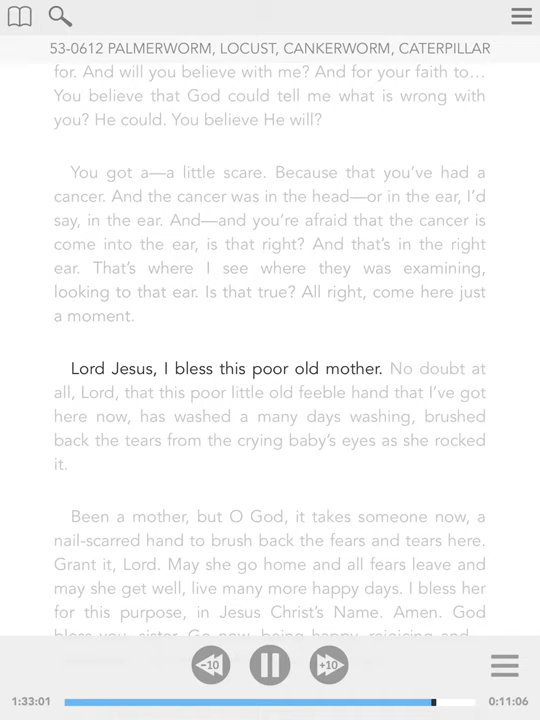 53-0612 PALMERWORM, LOCUST, CANKERWORM, CATERPILLAR
for. And will you believe with me? And for your faith to…
You believe that God could tell me what is wrong with
you? He could. You believe He will?
You got a—a little scare. Because that you’ve had a
cancer. And the cancer was in the head—or in the ear, I’d
say, in the ear. And—and you’re afraid that the cancer is
come into the ear, is that right? And that’s in the right
ear. That’s where I see where they was examining,
looking to that ear. Is that true? All right, come here just
a moment.
Lord Jesus, I bless this poor old mother. No doubt at
all, Lord, that this poor little old feeble hand that I’ve got
here now, has washed a many days washing, brushed
back the tears from the crying baby’s eyes as she rocked
it.
Been a mother, but O God, it takes someone now, a
nail-scarred hand to brush back the fears and tears here.
Grant it, Lord. May she go home and all fears leave and
may she get well, live many more happy days. I bless her
for this purpose, in Jesus Christ’s Name. Amen. God
bless you, sister. Go now, being happy, rejoicing and
-10 +10
1:33:01 0:11:06